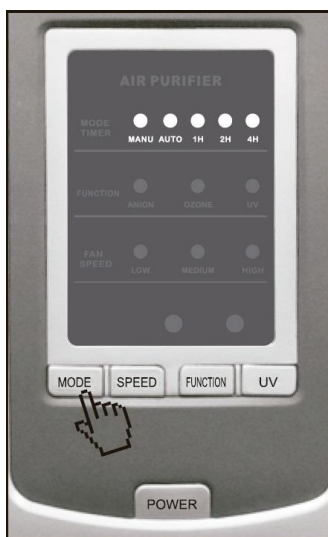 AIR PURIFIER
MODE
TIMER
MANU AUTO 1H 2H 4H
FUNCTION
ANION OZONE UV
FAN
SPEED
LOW MEDIUM HIGH
MODE SPEED FUNCTION UV
POWER